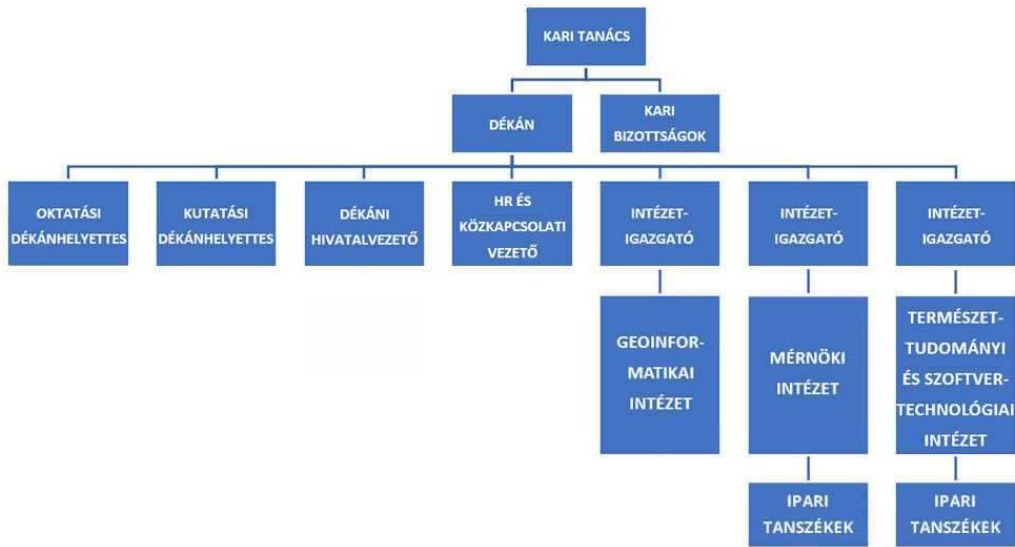 KARI TANÁCS
DÉKÁN
KARI
BIZOTTSÁGOK
OKTATÁSI
DÉKÁNHELYETTES
KUTATÁSI
DÉKÁNHELYETTES
DÉKÁNI
HIVATALVEZETŐ
HR ÉS
KÖZKAPCSOLATI
VEZETŐ
INTÉZET-
IGAZGATÓ
INTÉZET-
IGAZGATÓ
INTÉZET-
IGAZGATÓ
GEOINFOR-
MATIKAI
INTÉZET
MÉRNÖKI
INTÉZET
TERMÉSZET-
TUDOMÁNYI
ÉS SZOFTVER-
TECHNOLÓGIAI
INTÉZET
IPARI
TANSZÉKEK
IPARI
TANSZÉKEK